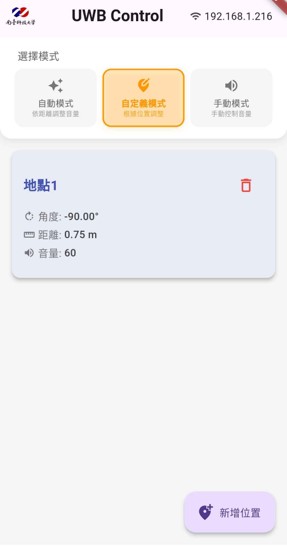 南臺科技大學
UWB Control
192.168.1.216
選擇模式
自動模式
依距離調整音量
自定義模式
根據位置調整
手動模式
手動控制音量
地點1
角度: -90.00°
距離: 0.75 m
音量: 60
新增位置